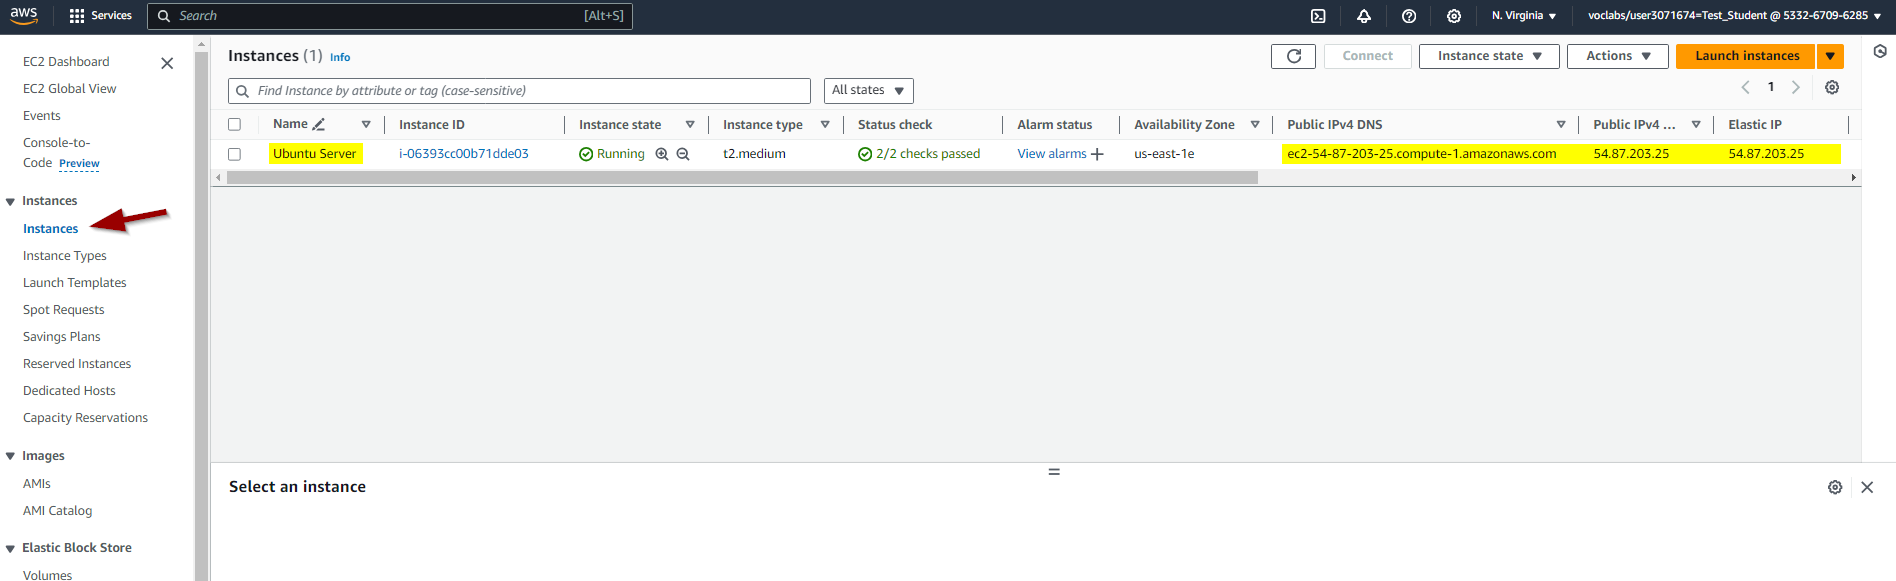 aws
Services
Search
[Alt+S]
N. Virginia
voclabs/user3071674=Test_Student @ 5332-6709-6285
EC2 Dashboard
EC2 Global View
Events
Console-to-
Code Preview
Instances
Instances
Instance Types
Launch Templates
Spot Requests
Savings Plans
Reserved Instances
Dedicated Hosts
Capacity Reservations
Images
AMIs
AMI Catalog
Elastic Block Store
Volumes
Instances (1) Info
Connect
Instance state
Actions
Launch instances
Find Instance by attribute or tag (case-sensitive)
All states
1
Name Instance ID Instance state Instance type Status check Alarm status Availability Zone Public IPv4 DNS Public IPv4 ... Elastic IP
Ubuntu Server i-06393cc00b71dde03 Running t2.medium 2/2 checks passed View alarms + us-east-1e ec2-54-87-203-25.compute-1.amazonaws.com 54.87.203.25 54.87.203.25
Select an instance